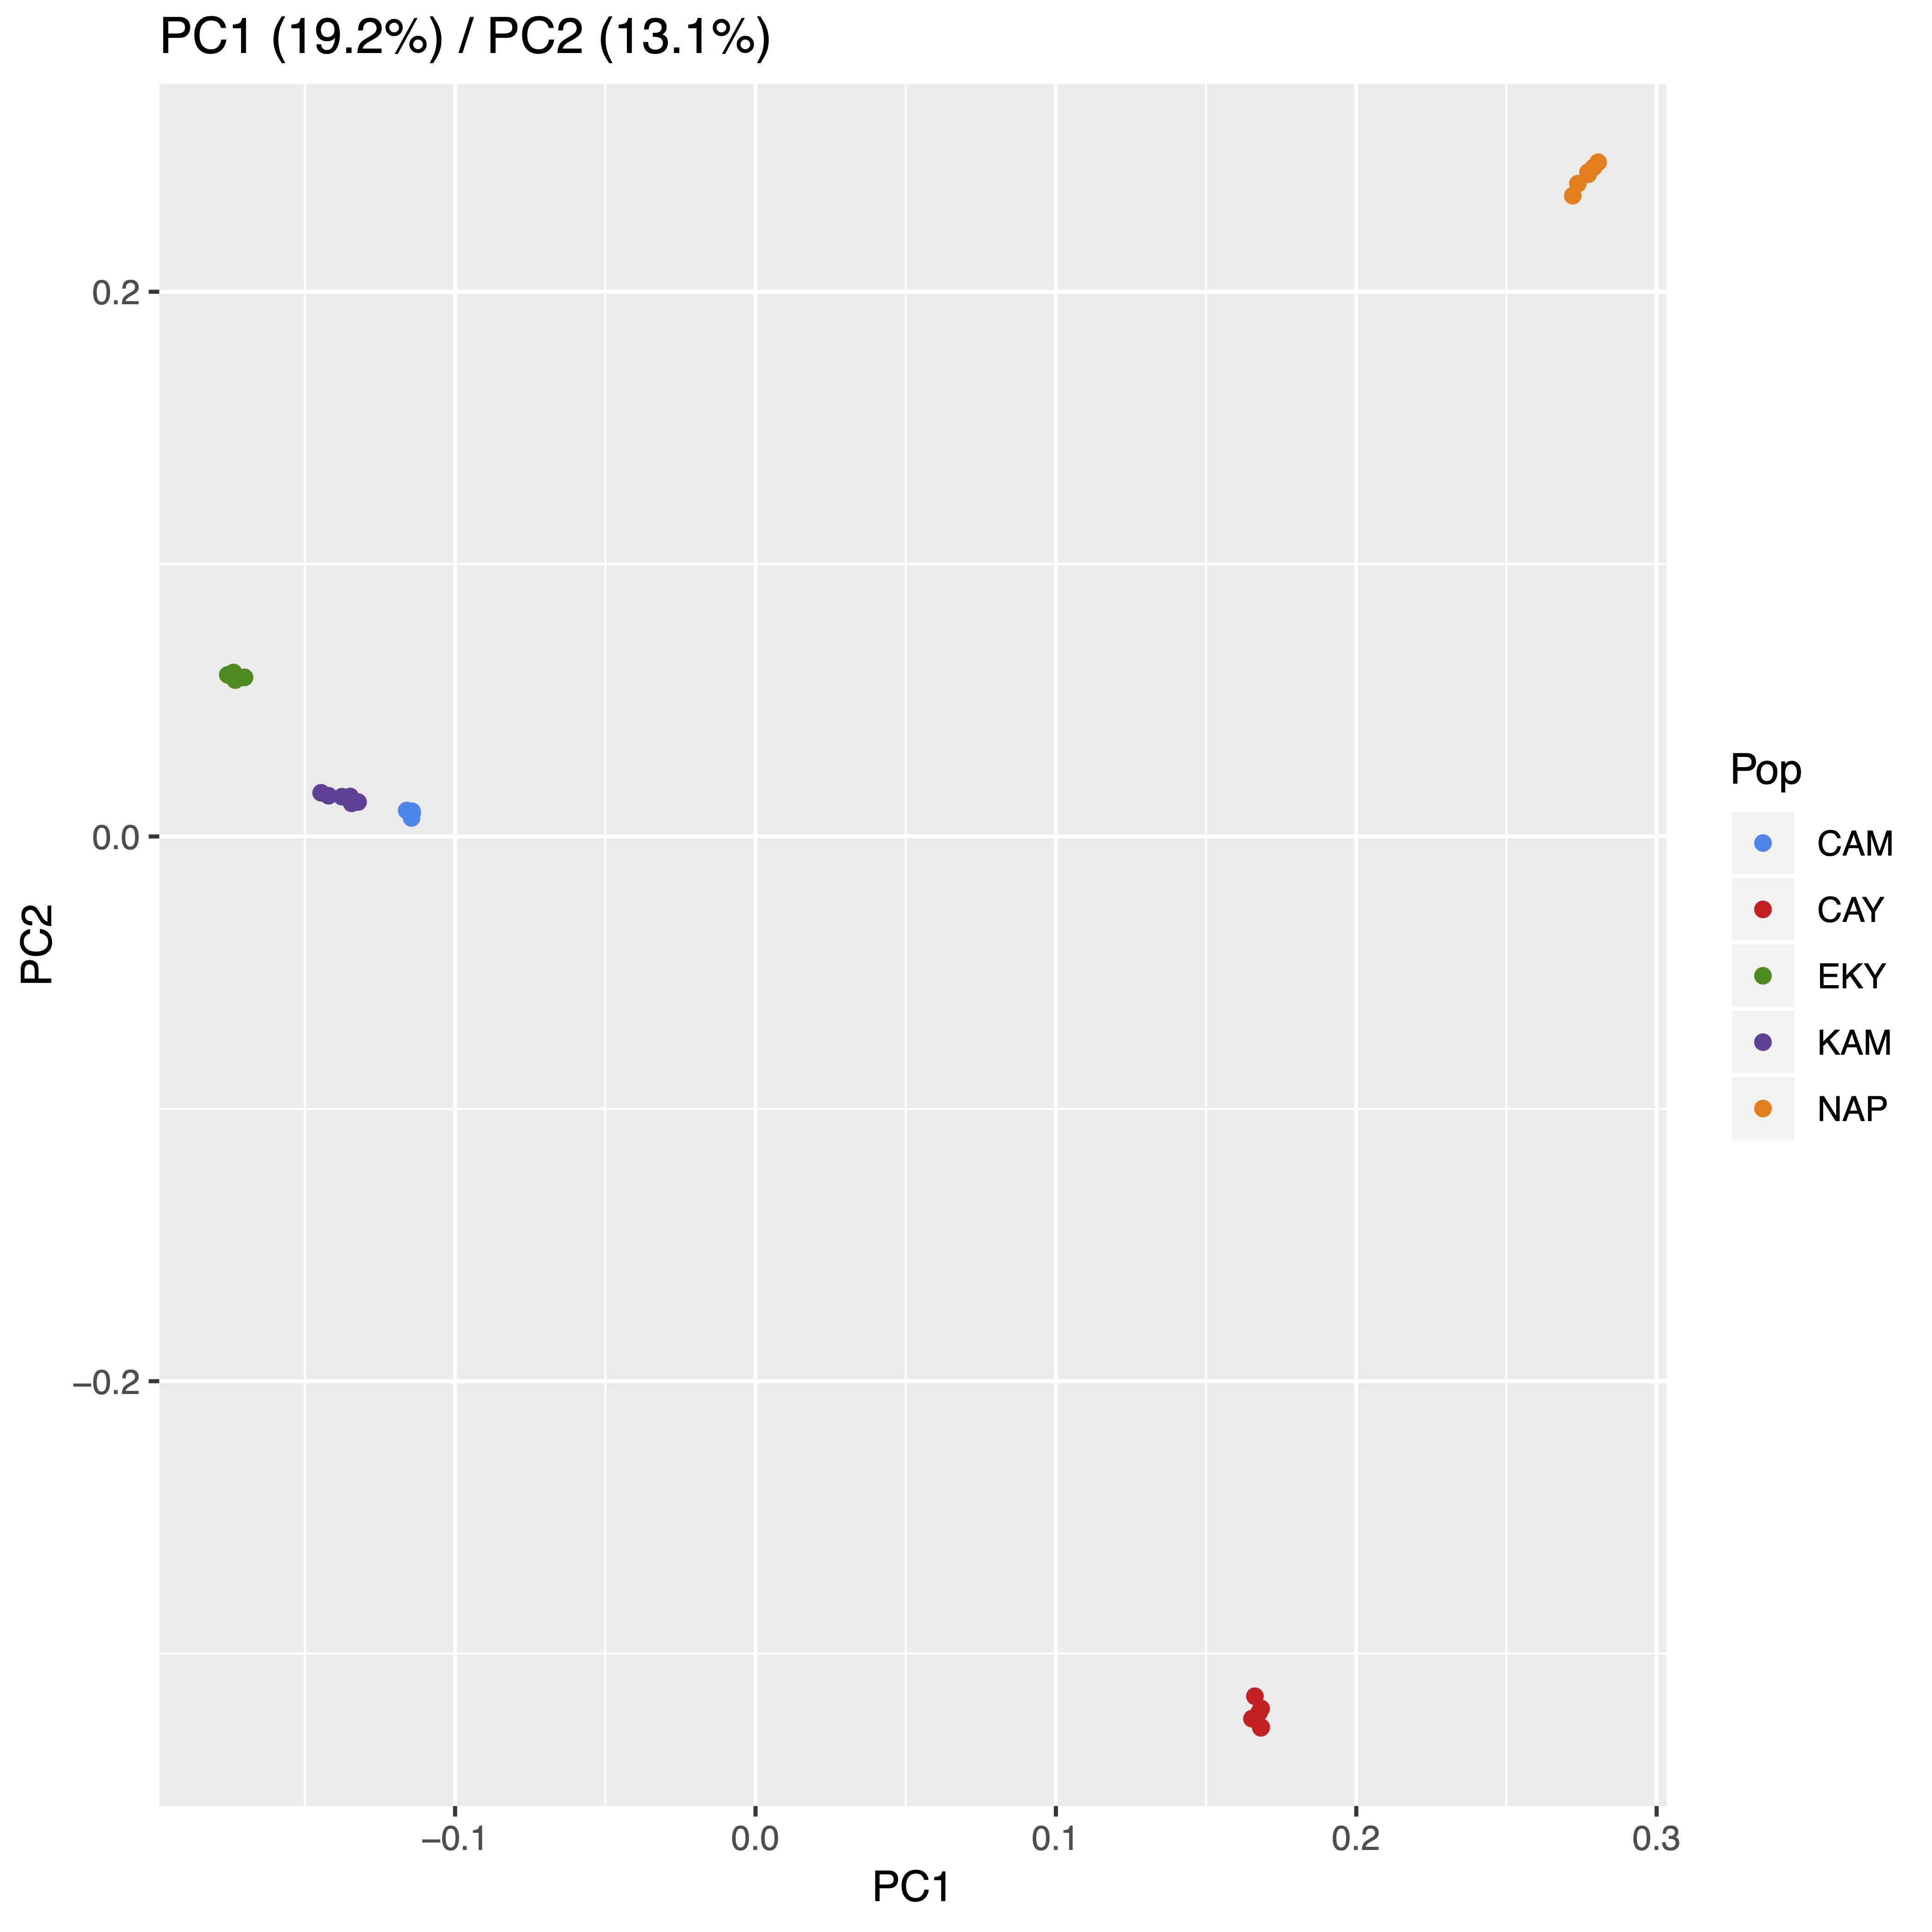 PC1 (19.2%) / PC2 (13.1%)
0.2
0.0
−0.2
PC2
−0.1
0.0
0.1
0.2
0.3
PC1
Pop
CAM
CAY
EKY
KAM
NAP